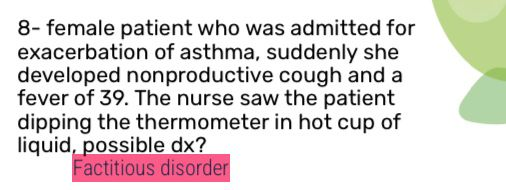 8- female patient who was admitted for
exacerbation of asthma, suddenly she
developed nonproductive cough and a
fever of 39. The nurse saw the patient
dipping the thermometer in hot cup of
liquid, possible dx?
Factitious disorder